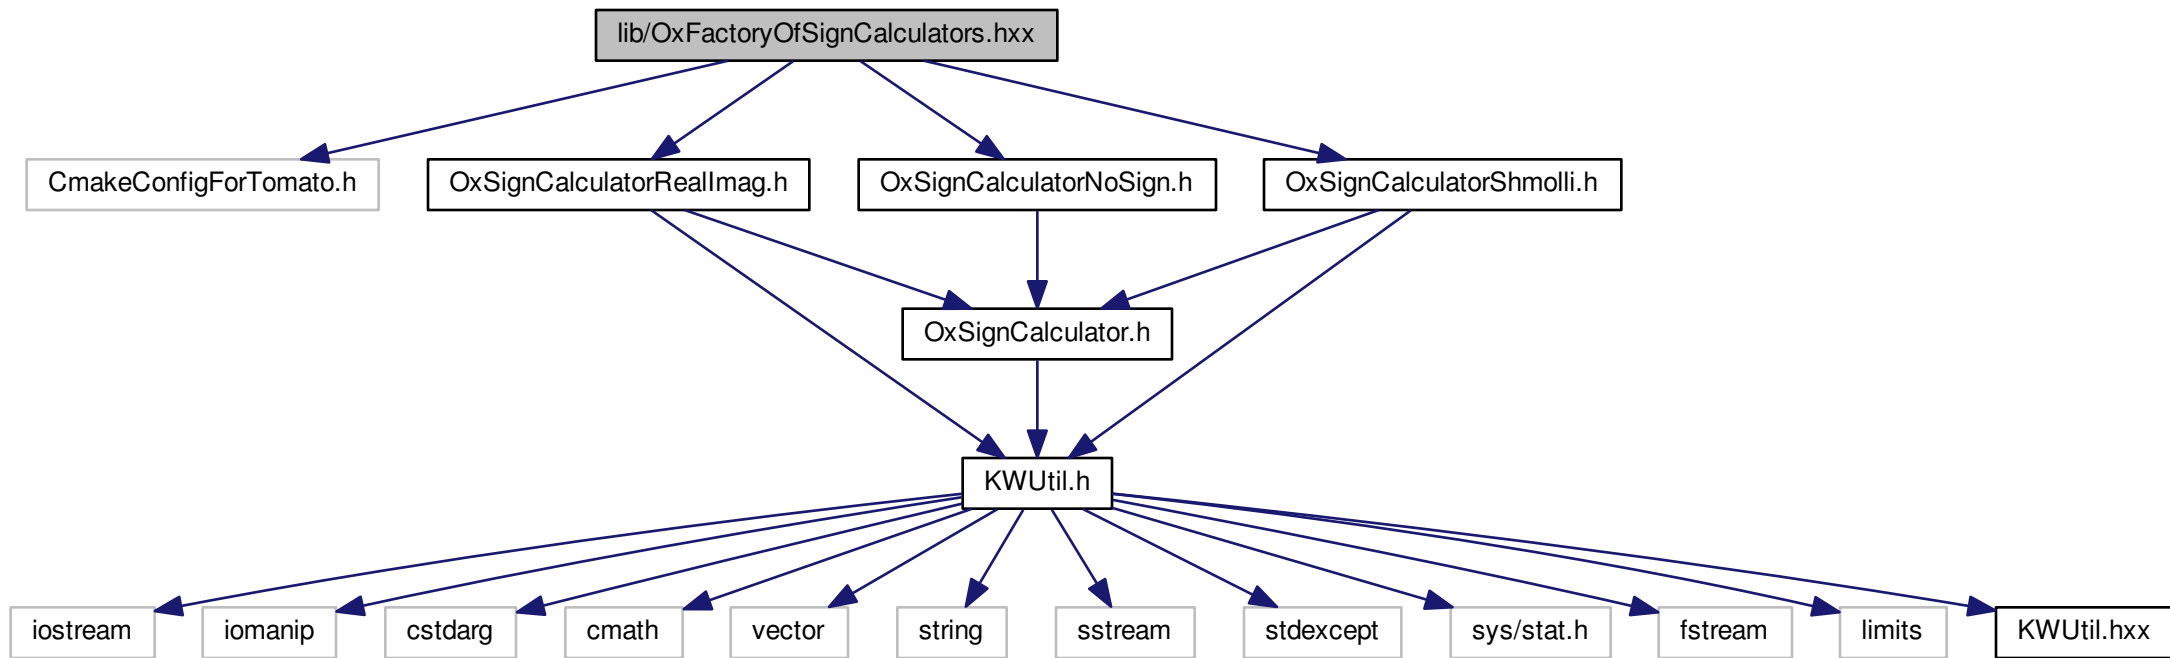 lib/OxFactoryOfSignCalculators.hxx
CmakeConfigForTomato.h
OxSignCalculatorRealImag.h
OxSignCalculatorNoSign.h
OxSignCalculatorShmolli.h
OxSignCalculator.h
KWUtil.h
iostream
iomanip
cstdarg
cmath
vector
string
sstream
stdexcept
sys/stat.h
fstream
limits
KWUtil.hxx